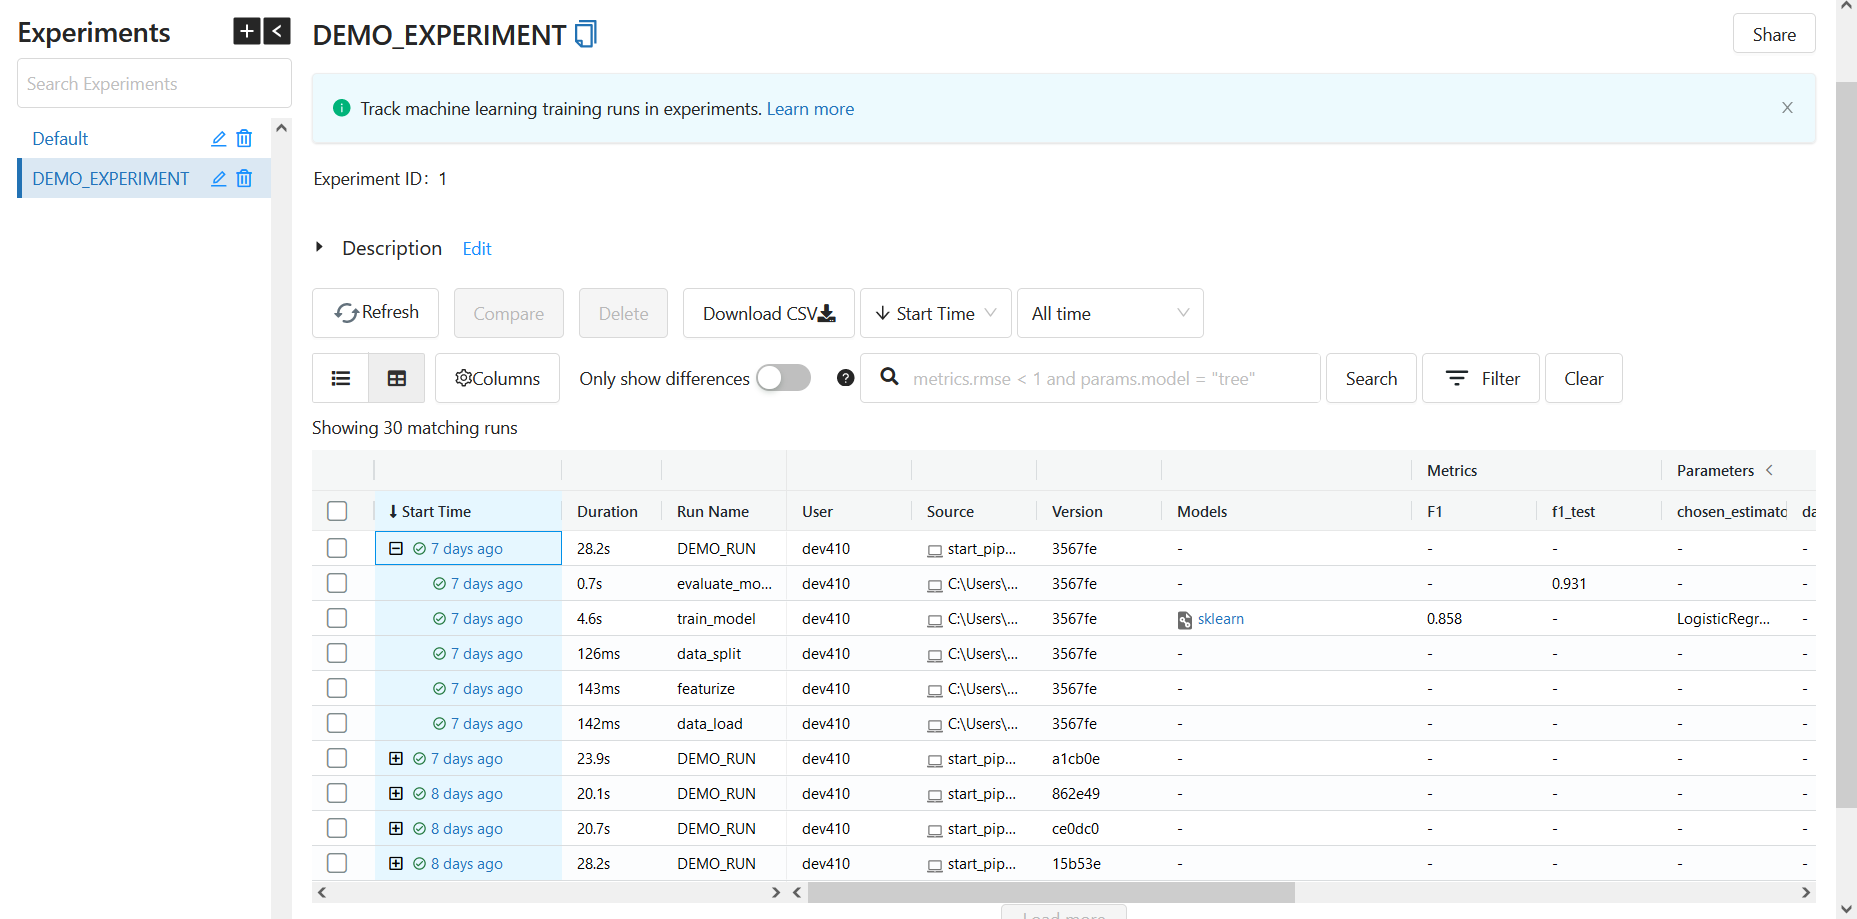 Experiments
Search Experiments
Default
DEMO_EXPERIMENT
DEMO_EXPERIMENT
Share
Track machine learning training runs in experiments. Learn more
Experiment ID: 1
Description Edit
Refresh Compare Delete Download CSV Start Time All time
Columns Only show differences metrics.rmse < 1 and params.model = "tree" Search Filter Clear
Showing 30 matching runs
Metrics Parameters
Start Time Duration Run Name User Source Version Models F1 f1_test chosen_estimato da
7 days ago 28.2s DEMO_RUN dev410 start_pip... 3567fe - - - - -
7 days ago 0.7s evaluate_mo... dev410 C:\Users\... 3567fe - - 0.931 - -
7 days ago 4.6s train_model dev410 C:\Users\... 3567fe sklearn 0.858 - LogisticRegr... -
7 days ago 126ms data_split dev410 C:\Users\... 3567fe - - - - -
7 days ago 143ms featurize dev410 C:\Users\... 3567fe - - - - -
7 days ago 142ms data_load dev410 C:\Users\... 3567fe - - - - -
7 days ago 23.9s DEMO_RUN dev410 start_pip... a1cb0e - - - - -
8 days ago 20.1s DEMO_RUN dev410 start_pip... 862e49 - - - - -
8 days ago 20.7s DEMO_RUN dev410 start_pip... ce0dc0 - - - - -
8 days ago 28.2s DEMO_RUN dev410 start_pip... 15b53e - - - - -
Load more